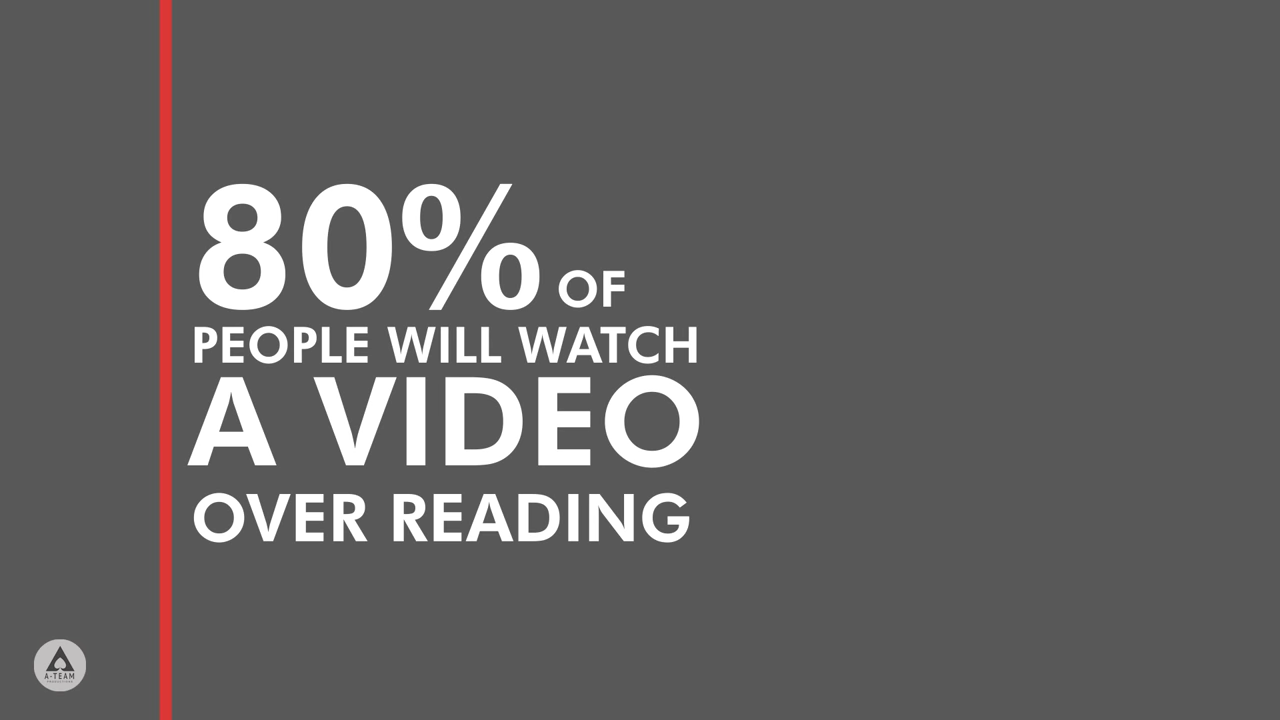 80% OF
PEOPLE WILL WATCH
A VIDEO
OVER READING
A-TEAM